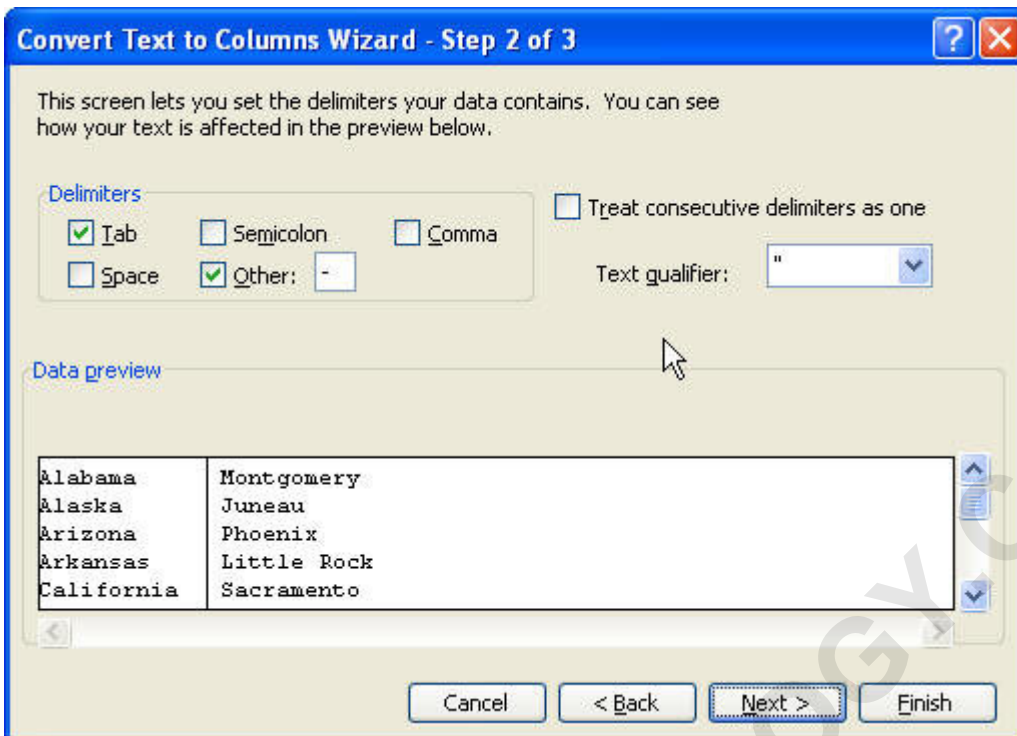 Convert Text to Columns Wizard - Step 2 of 3
This screen lets you set the delimiters your data contains. You can see
how your text is affected in the preview below.
Delimiters
Tab
Semicolon
Comma
Space
Other: -
Treat consecutive delimiters as one
Text qualifier: "
Data preview
Alabama Montgomery
Alaska Juneau
Arizona Phoenix
Arkansas Little Rock
California Sacramento
Cancel
< Back
Next >
Finish